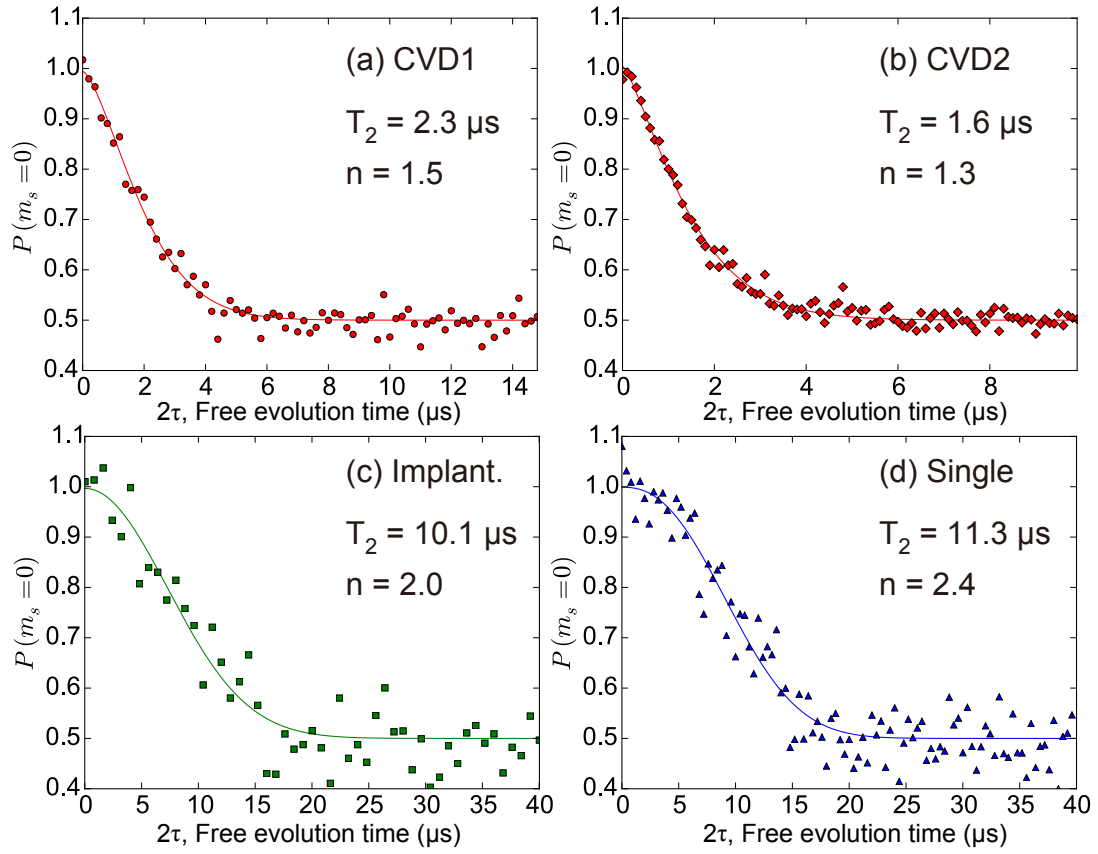 1.1
1.0
0.9
0.8
0.7
0.6
0.5
0.4
P(mₛ=0)
(a) CVD1
T₂ = 2.3 µs
n = 1.5
0 2 4 6 8 10 12 14
2τ, Free evolution time (µs)
1.1
1.0
0.9
0.8
0.7
0.6
0.5
0.4
P(mₛ=0)
(b) CVD2
T₂ = 1.6 µs
n = 1.3
0 2 4 6 8
2τ, Free evolution time (µs)
1.1
1.0
0.9
0.8
0.7
0.6
0.5
0.4
P(mₛ=0)
(c) Implant.
T₂ = 10.1 µs
n = 2.0
0 5 10 15 20 25 30 35 40
2τ, Free evolution time (µs)
1.1
1.0
0.9
0.8
0.7
0.6
0.5
0.4
P(mₛ=0)
(d) Single
T₂ = 11.3 µs
n = 2.4
0 5 10 15 20 25 30 35 40
2τ, Free evolution time (µs)